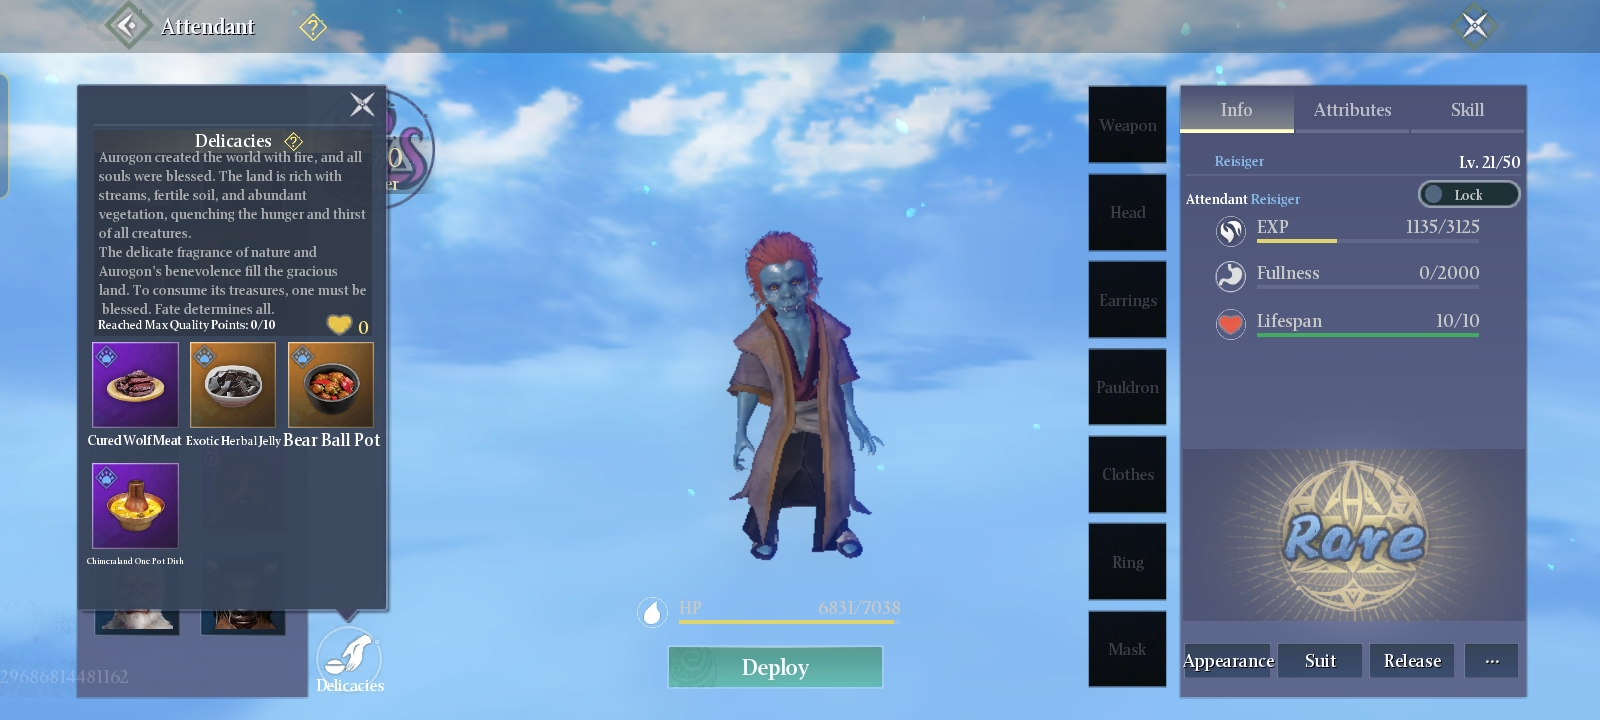 Attendant
Delicacies
Aurogon created the world with fire, and all
souls were blessed. The land is rich with
streams, fertile soil, and abundant
vegetation, quenching the hunger and thirst
of all creatures.
The delicate fragrance of nature and
Aurogon's benevolence fill the gracious
land. To consume its treasures, one must be
blessed. Fate determines all.
Reached Max Quality Points: 0/10
0
Cured Wolf Meat
Exotic Herbal Jelly
Bear Ball Pot
Chimeraland One Pot Dish
Delicacies
29686814481162
HP
6831/7038
Deploy
Weapon
Head
Earrings
Pauldron
Clothes
Ring
Mask
Info
Attributes
Skill
Reisiger
Lv. 21/50
Attendant Reisiger
Lock
EXP
1135/3125
Fullness
0/2000
Lifespan
10/10
Rare
Appearance
Suit
Release
...